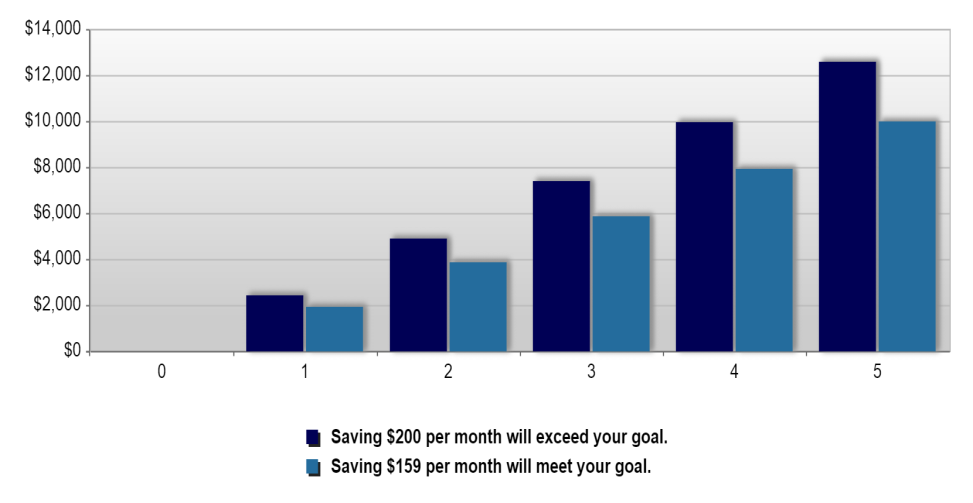 $14,000
$12,000
$10,000
$8,000
$6,000
$4,000
$2,000
$0
0 1 2 3 4 5
Saving $200 per month will exceed your goal.
Saving $159 per month will meet your goal.